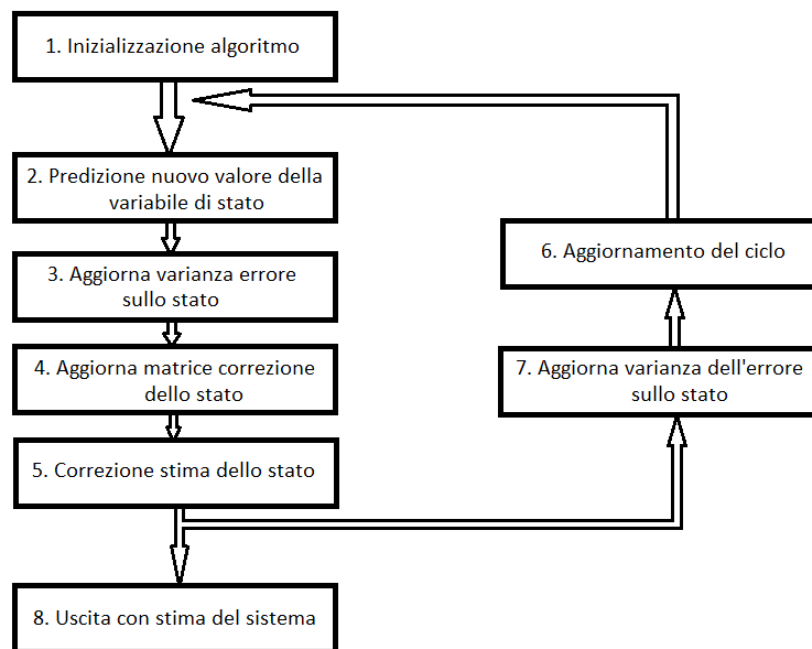 1. Inizializzazione algoritmo
2. Predizione nuovo valore della
variabile di stato
3. Aggiorna varianza errore
sullo stato
4. Aggiorna matrice correzione
dello stato
5. Correzione stima dello stato
6. Aggiornamento del ciclo
7. Aggiorna varianza dell'errore
sullo stato
8. Uscita con stima del sistema